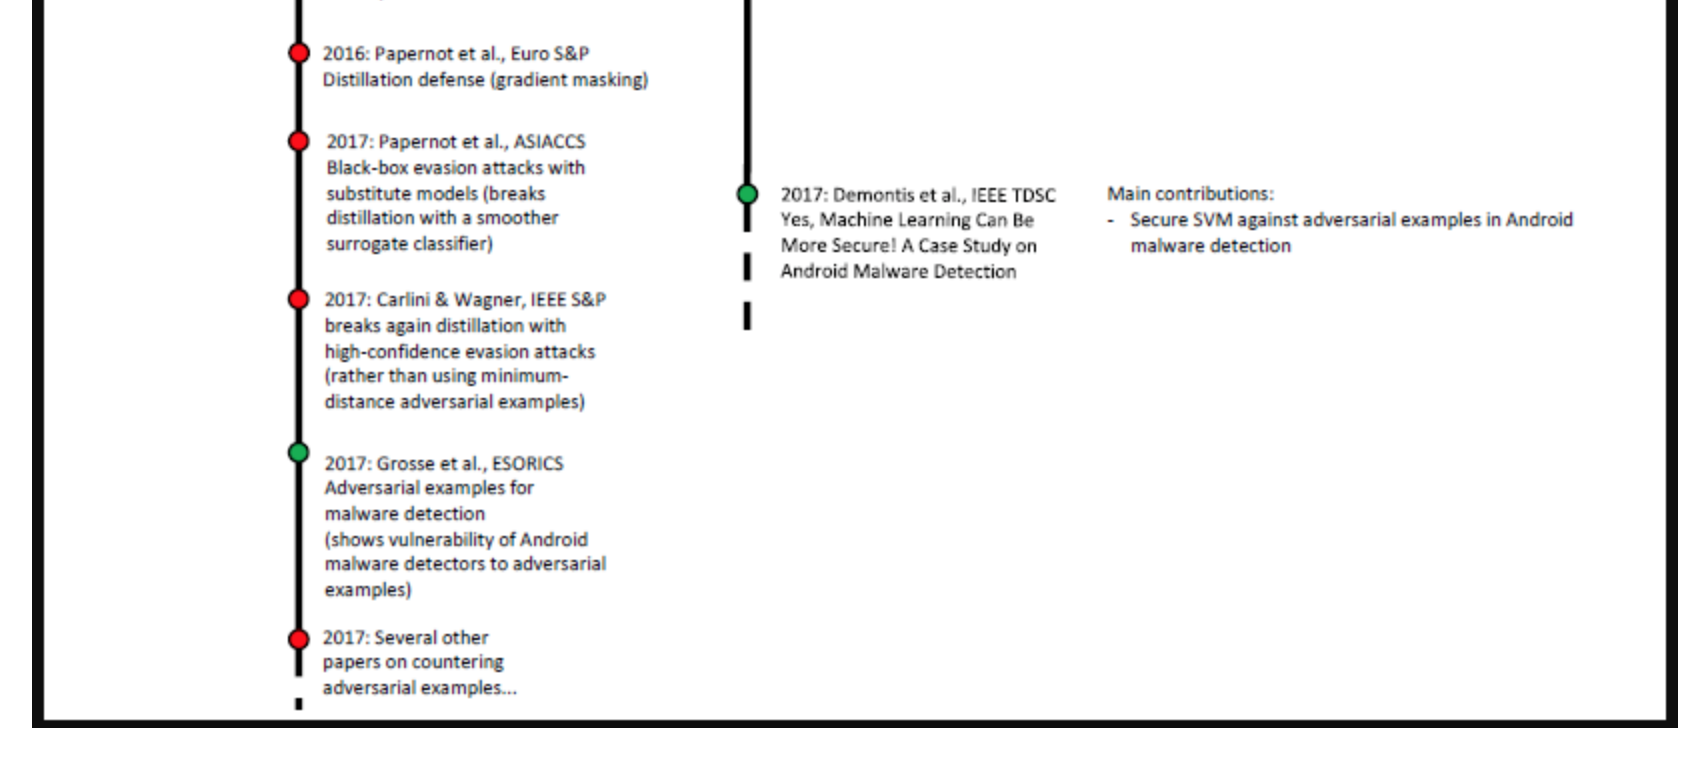 2016: Papernot et al., Euro S&P
Distillation defense (gradient masking)
2017: Papernot et al., ASIACCS
Black-box evasion attacks with
substitute models (breaks
distillation with a smoother
surrogate classifier)
2017: Carlini & Wagner, IEEE S&P
breaks again distillation with
high-confidence evasion attacks
(rather than using minimum-
distance adversarial examples)
2017: Grosse et al., ESORICS
Adversarial examples for
malware detection
(shows vulnerability of Android
malware detectors to adversarial
examples)
2017: Several other
papers on countering
adversarial examples...
2017: Demontis et al., IEEE TDSC
Yes, Machine Learning Can Be
More Secure! A Case Study on
Android Malware Detection
Main contributions:
- Secure SVM against adversarial examples in Android
malware detection